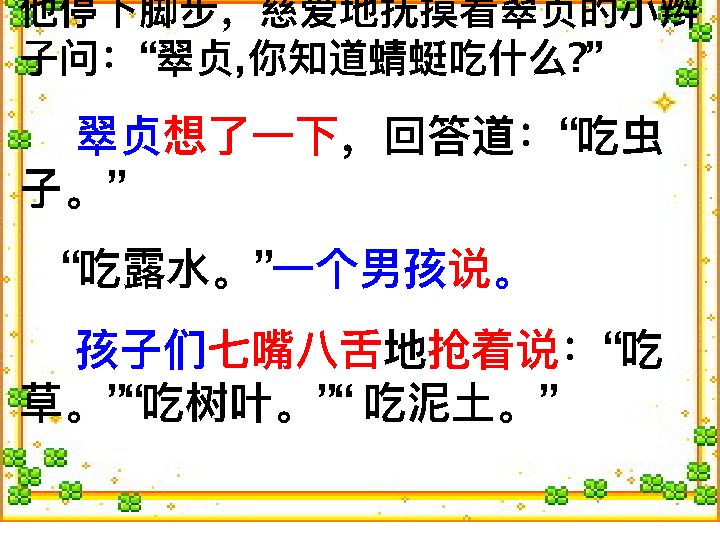 他停下脚步，慈爱地抚摸着翠贞的小辫
子问：“翠贞,你知道蜻蜓吃什么?”
翠贞想了一下，回答道：“吃虫
子。”
“吃露水。”一个男孩说。
孩子们七嘴八舌地抢着说：“吃
草。”“吃树叶。”“ 吃泥土。”